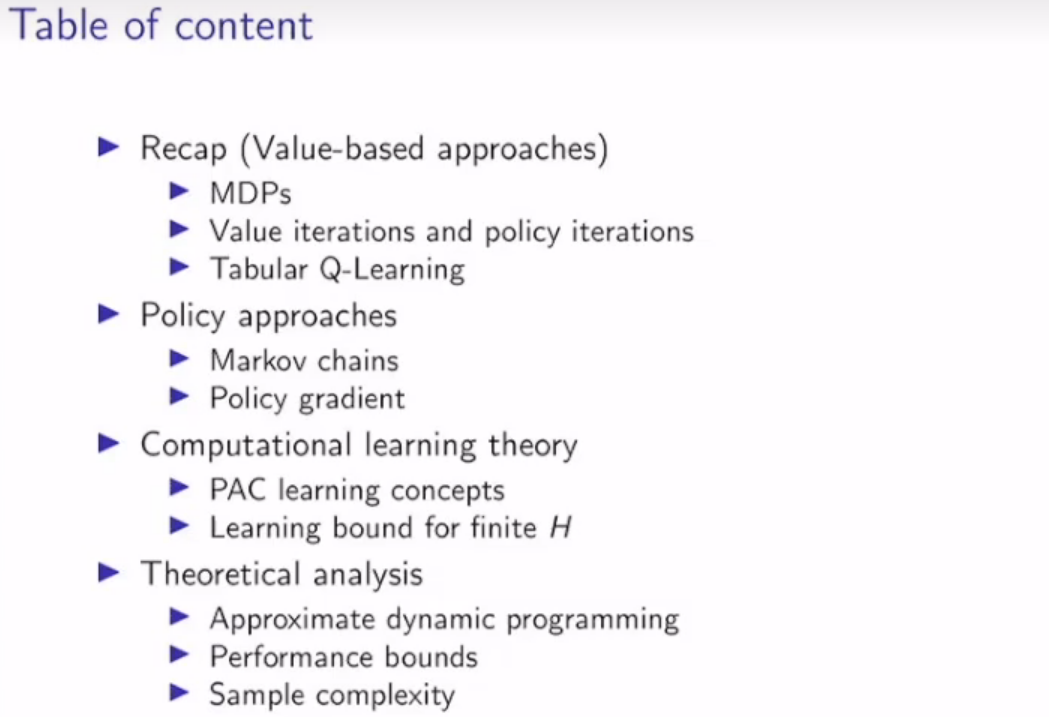 Table of content
Recap (Value-based approaches)
MDPs
Value iterations and policy iterations
Tabular Q-Learning
Policy approaches
Markov chains
Policy gradient
Computational learning theory
PAC learning concepts
Learning bound for finite H
Theoretical analysis
Approximate dynamic programming
Performance bounds
Sample complexity